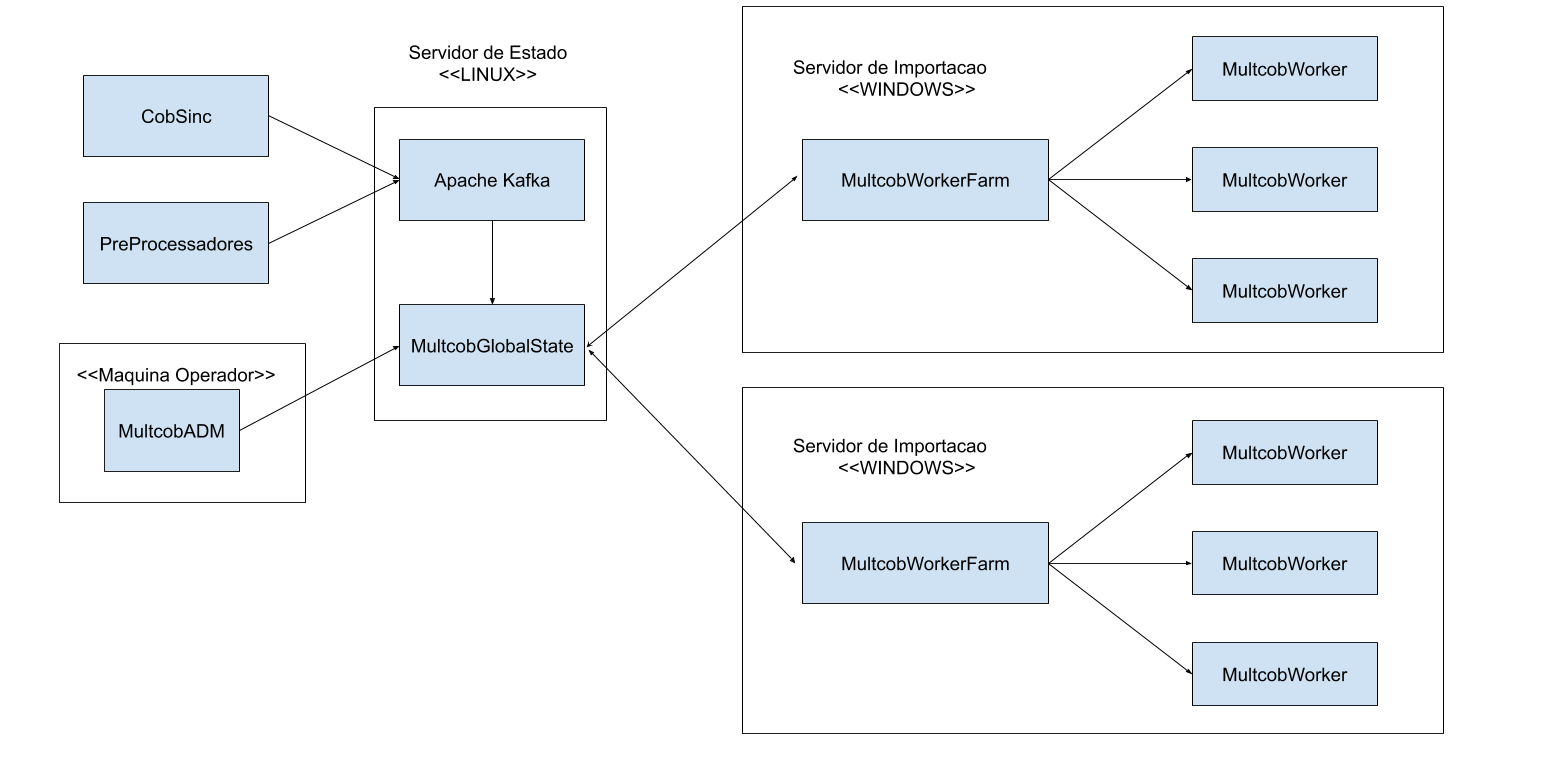 Servidor de Estado
<<LINUX>>
CobSinc
PreProcessadores
Apache Kafka
MultcobGlobalState
<<Maquina Operador>>
MultcobADM
Servidor de Importacao
<<WINDOWS>>
MultcobWorkerFarm
MultcobWorker
MultcobWorker
MultcobWorker
Servidor de Importacao
<<WINDOWS>>
MultcobWorkerFarm
MultcobWorker
MultcobWorker
MultcobWorker